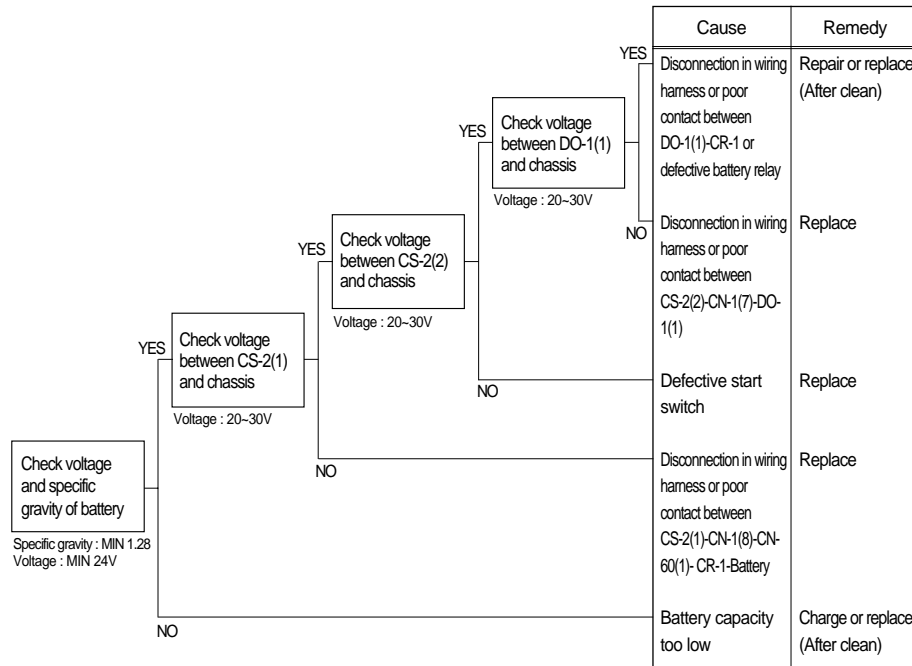 Cause
Remedy
YES
Disconnection in wiring
harness or poor
contact between
DO-1(1)-CR-1 or
defective battery relay
Repair or replace
(After clean)
YES
Check voltage
between DO-1(1)
and chassis
Voltage : 20~30V
NO
Disconnection in wiring
harness or poor
contact between
CS-2(2)-CN-1(7)-DO-
1(1)
Replace
YES
Check voltage
between CS-2(2)
and chassis
Voltage : 20~30V
NO
Defective start
switch
Replace
YES
Check voltage
between CS-2(1)
and chassis
Voltage : 20~30V
NO
Disconnection in wiring
harness or poor
contact between
CS-2(1)-CN-1(8)-CN-
60(1)- CR-1-Battery
Replace
Check voltage
and specific
gravity of battery
Specific gravity : MIN 1.28
Voltage : MIN 24V
NO
Battery capacity
too low
Charge or replace
(After clean)